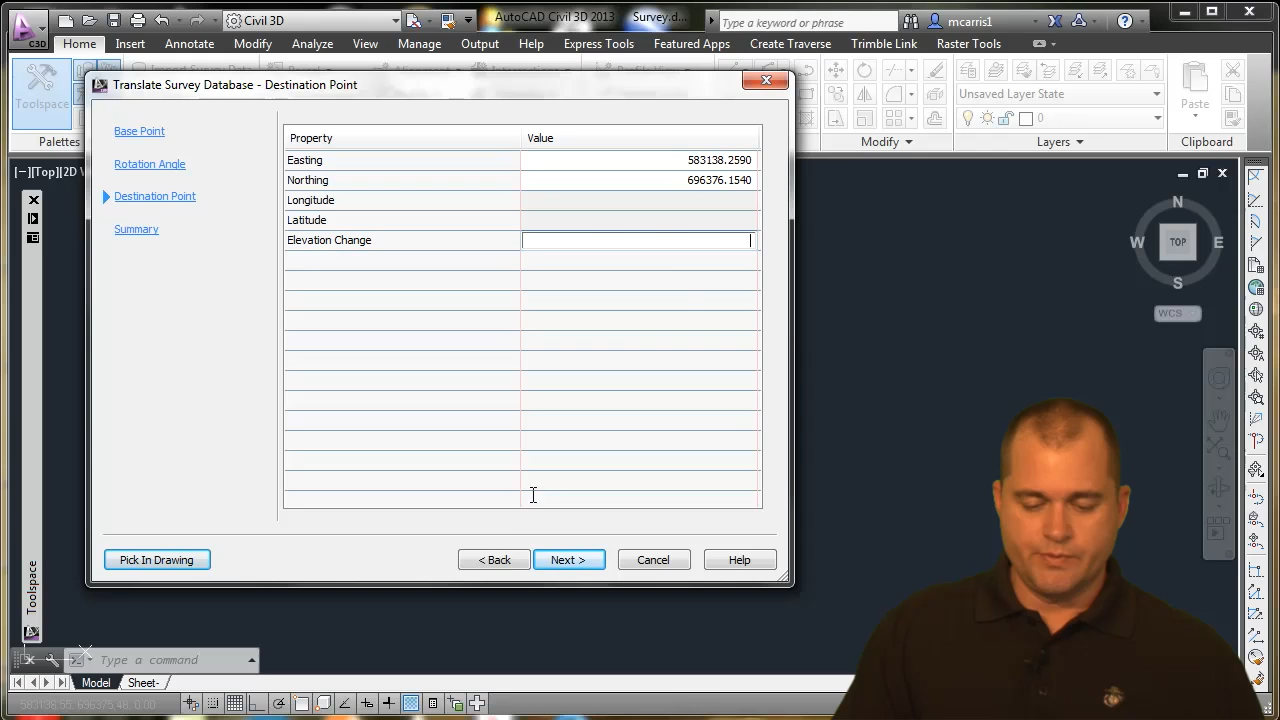 C3D
Civil 3D
AutoCAD Civil 3D 2013
Survey.d...
Type a keyword or phrase
mcarris1
Home
Insert
Annotate
Modify
Analyze
View
Manage
Output
Help
Express Tools
Featured Apps
Create Traverse
Trimble Link
Raster Tools
Toolspace
Palettes
Unsaved Layer State
0
Paste
Modify
Layers
Clipboard
Translate Survey Database - Destination Point
Base Point
Rotation Angle
Destination Point
Summary
Property
Value
Easting
583138.2590
Northing
696376.1540
Longitude
Latitude
Elevation Change
Pick In Drawing
< Back
Next >
Cancel
Help
[−][Top][2D W
N
W
TOP
E
S
WCS
Toolspace
Type a command
Model
Sheet-